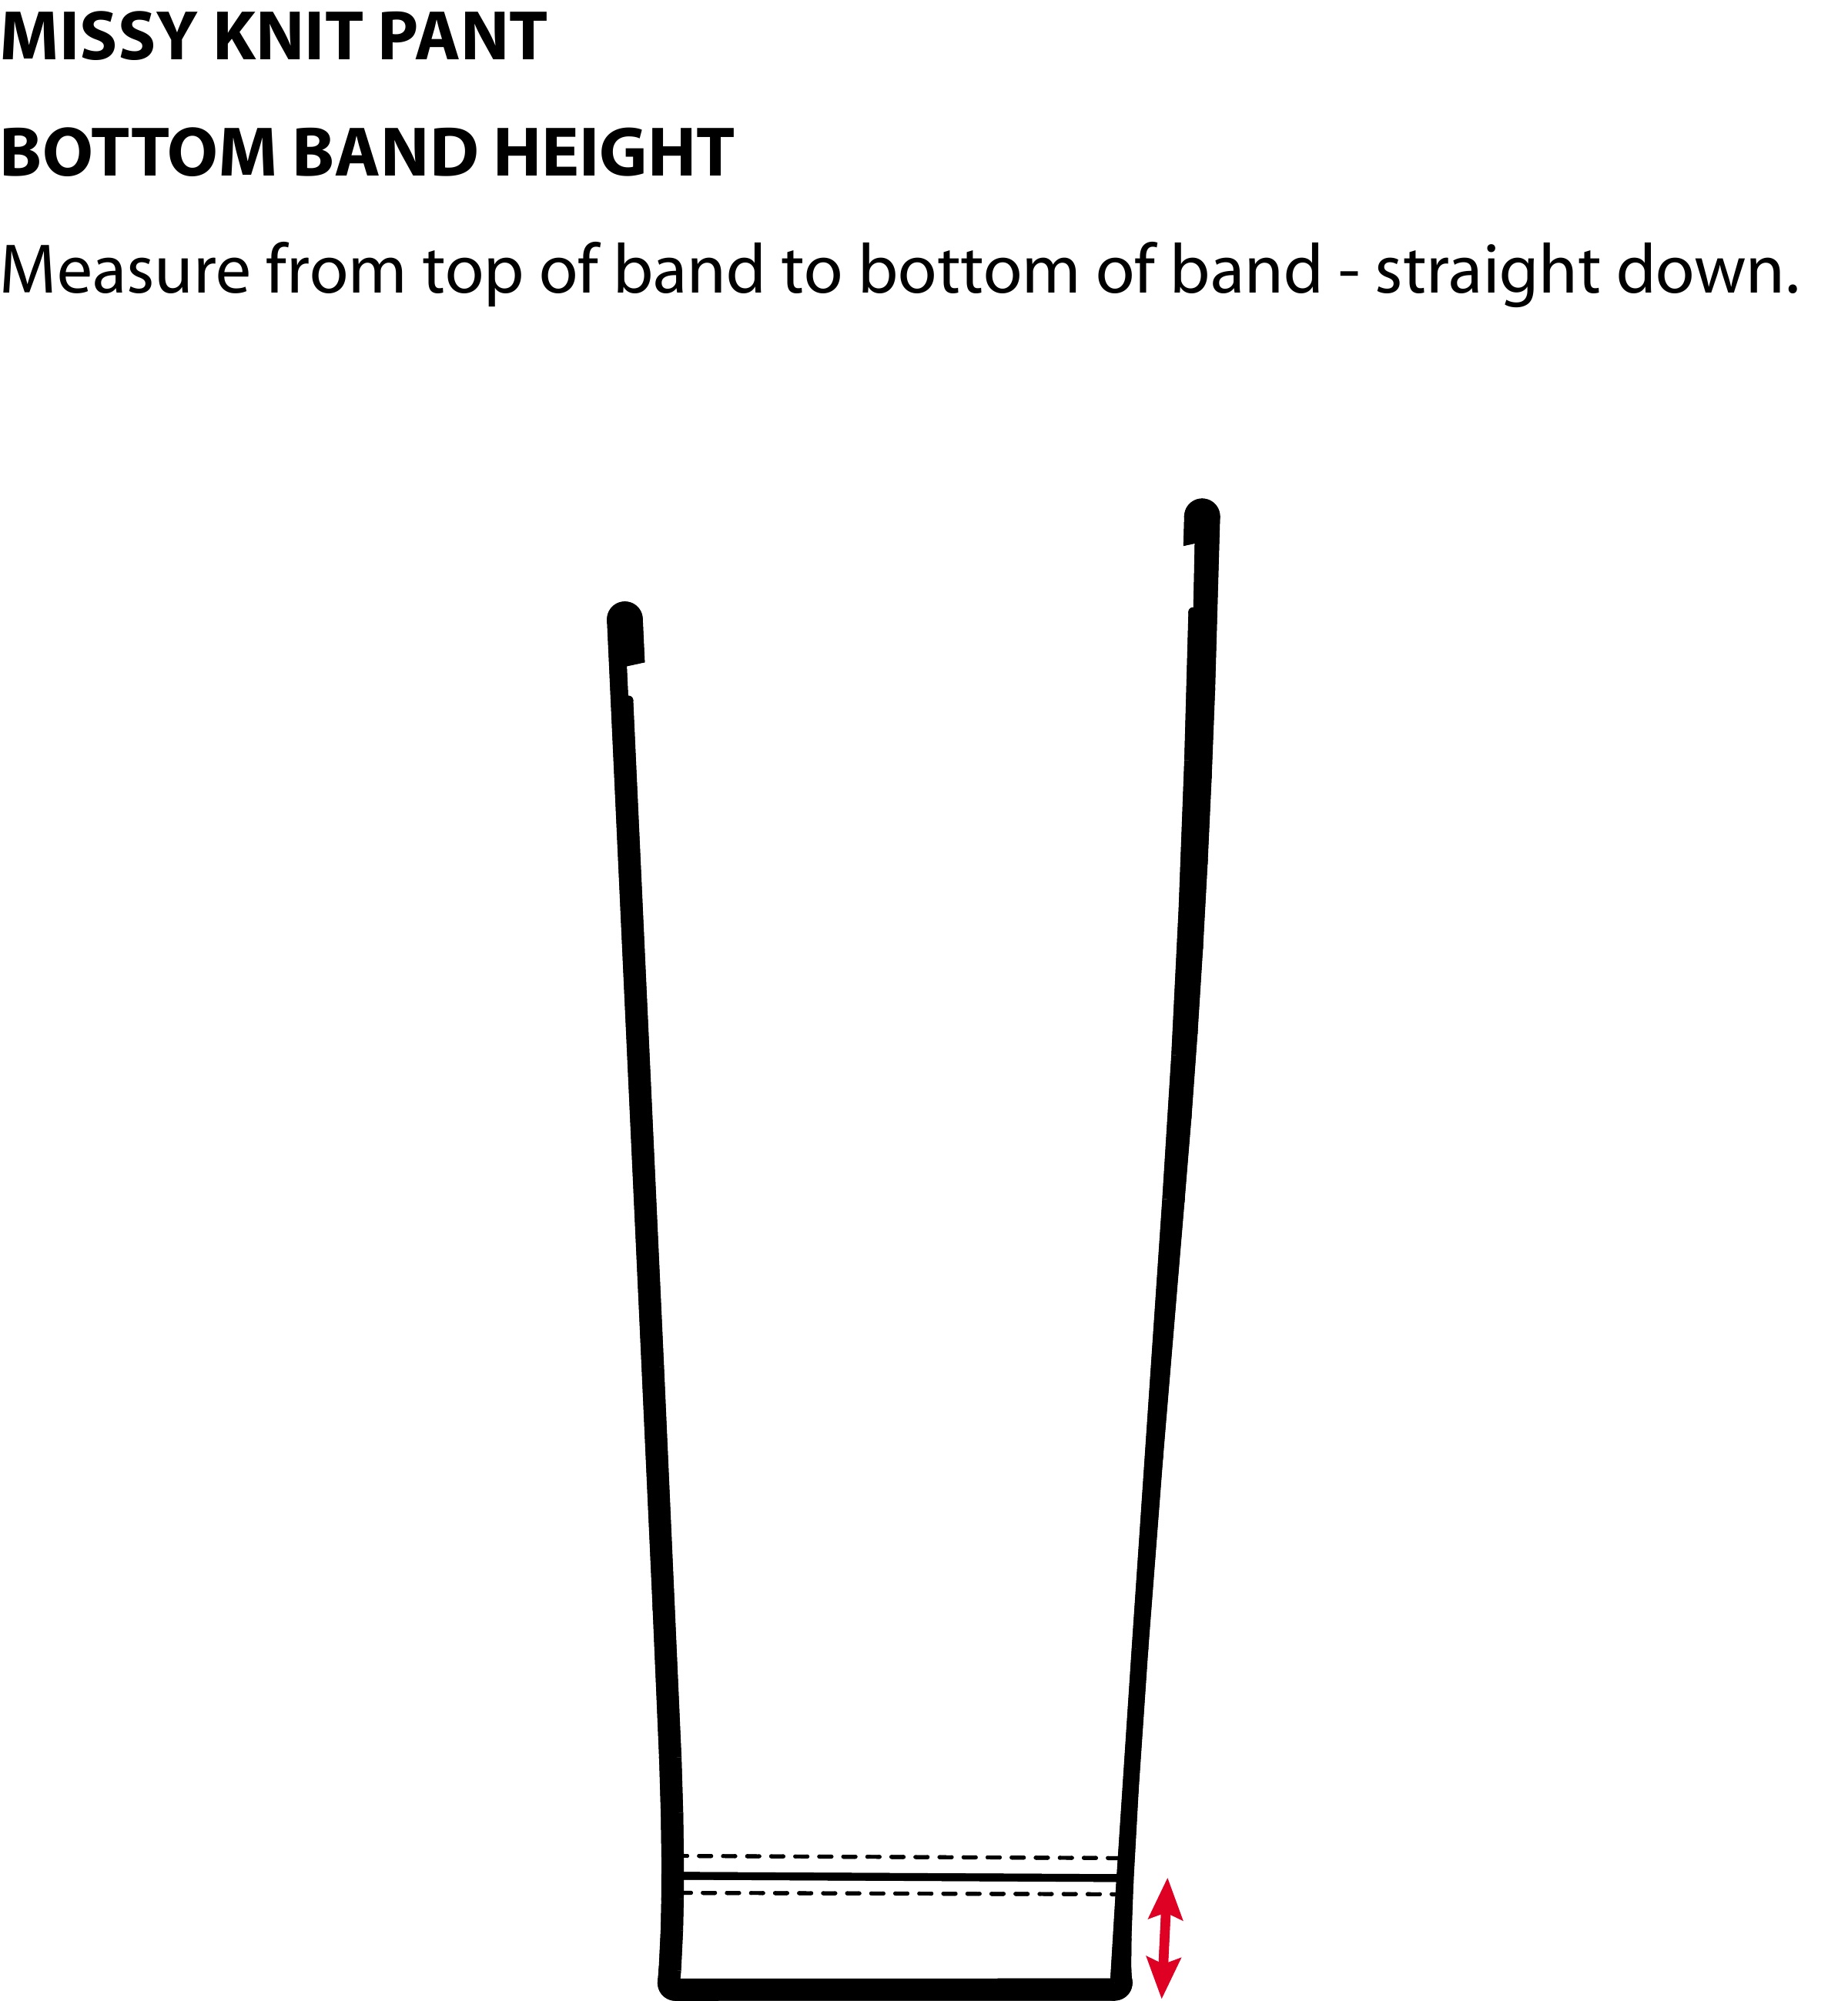 MISSY KNIT PANT
BOTTOM BAND HEIGHT
Measure from top of band to bottom of band - straight down.